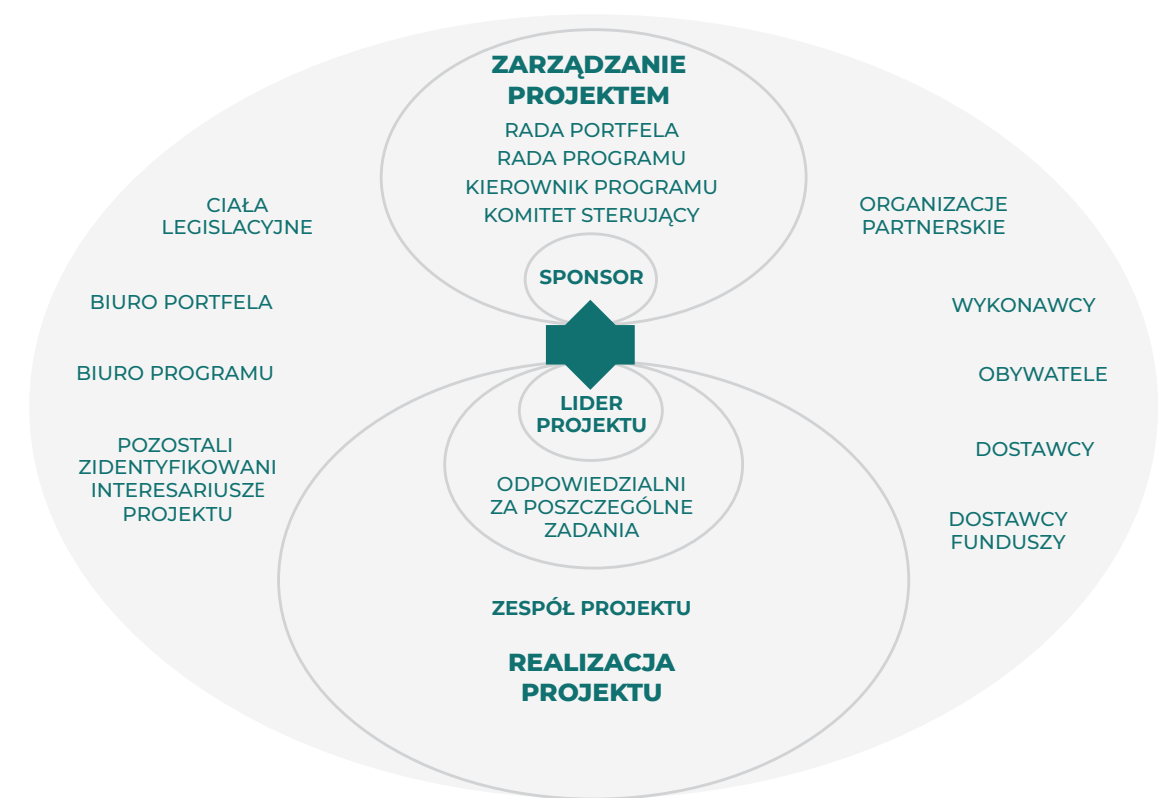 ZARZĄDZANIE
PROJEKTEM
RADA PORTFELA
RADA PROGRAMU
KIEROWNIK PROGRAMU
KOMITET STERUJĄCY
SPONSOR
CIAŁA
LEGISLACYJNE
BIURO PORTFELA
BIURO PROGRAMU
POZOSTALI
ZIDENTYFIKOWANI
INTERESARIUSZE
PROJEKTU
ORGANIZACJE
PARTNERSKIE
WYKONAWCY
OBYWATELE
DOSTAWCY
DOSTAWCY
FUNDUSZY
LIDER
PROJEKTU
ODPOWIEDZIALNI
ZA POSZCZEGÓLNE
ZADANIA
ZESPÓŁ PROJEKTU
REALIZACJA
PROJEKTU